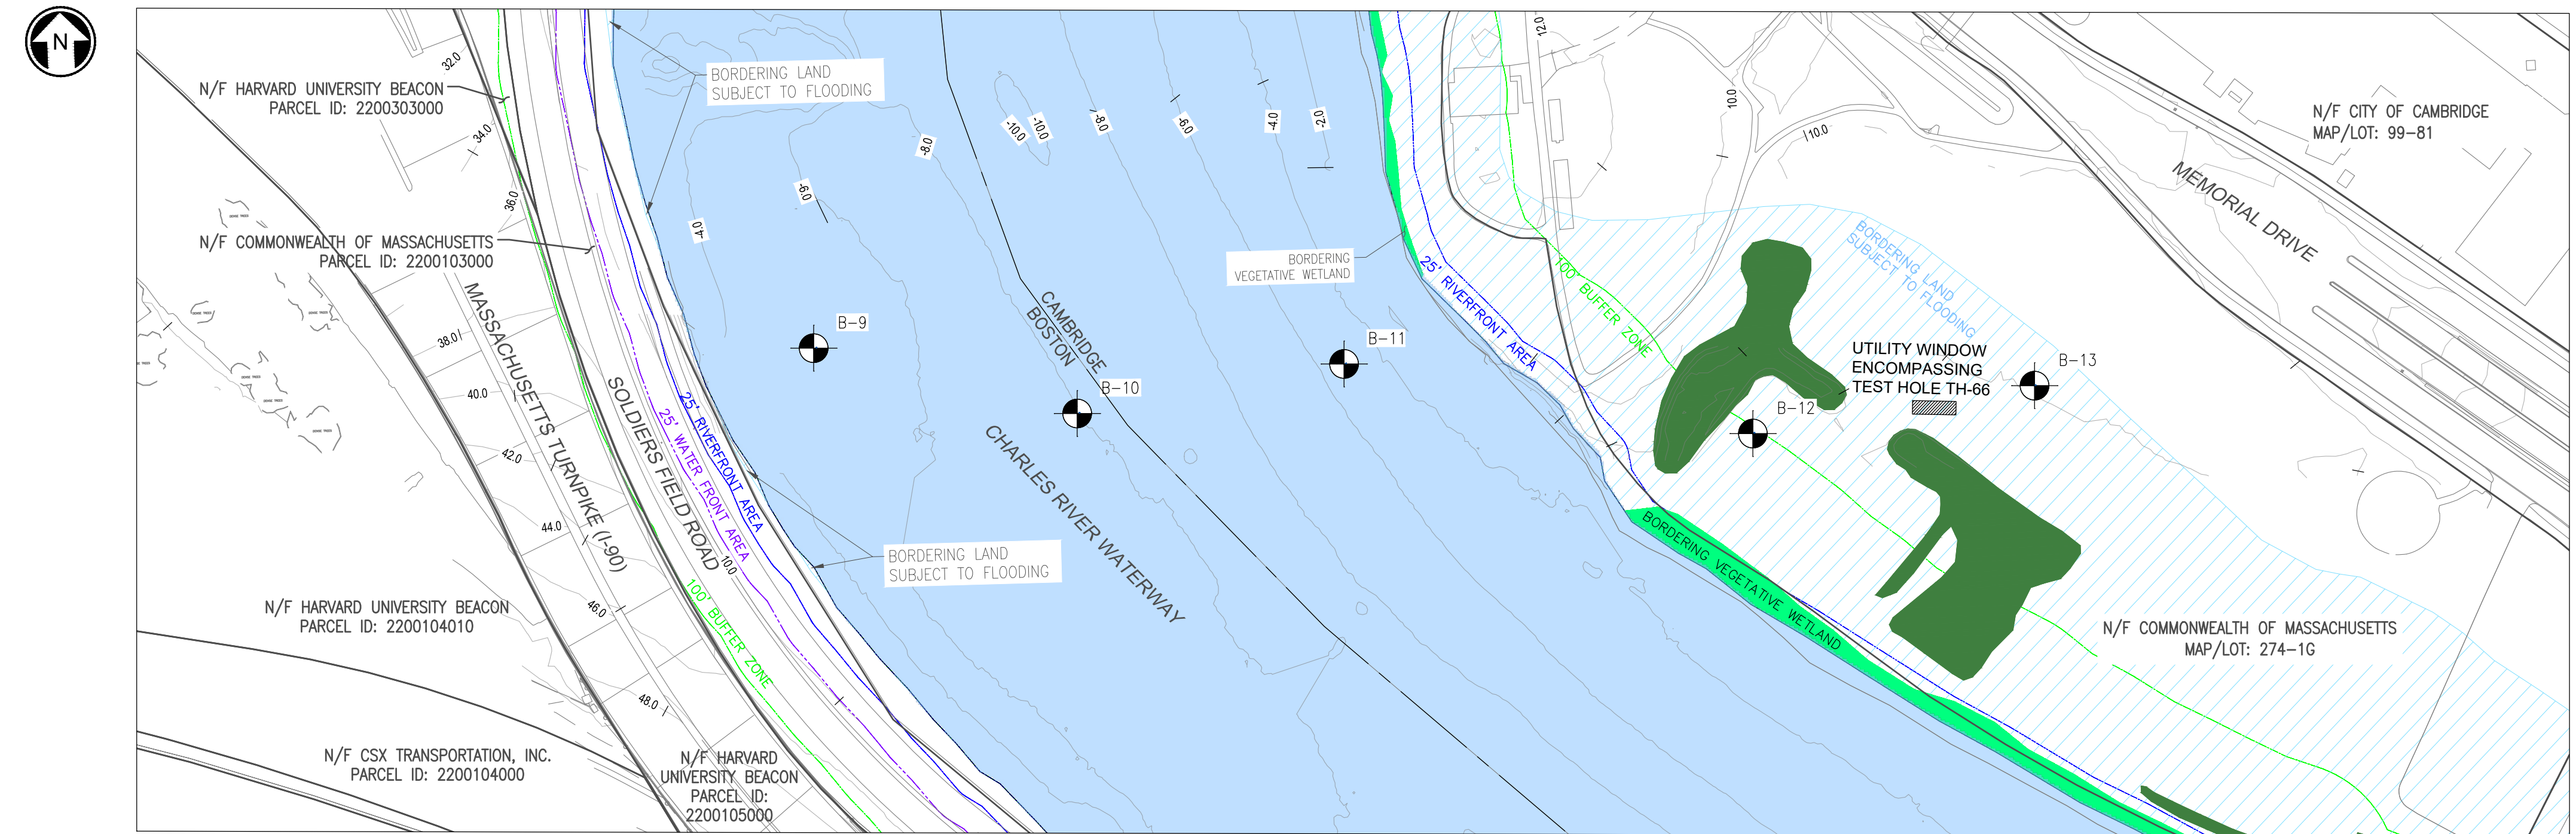 N
N/F HARVARD UNIVERSITY BEACON
PARCEL ID: 2200303000
N/F COMMONWEALTH OF MASSACHUSETTS
PARCEL ID: 2200103000
32.0
34.0
36.0
38.0
40.0
42.0
44.0
46.0
48.0
MASSACHUSETTS TURNPIKE (I-90)
SOLDIERS FIELD ROAD
10.0
25' WATER FRONT AREA
25' RIVERFRONT AREA
100' BUFFER ZONE
N/F HARVARD UNIVERSITY BEACON
PARCEL ID: 2200104010
N/F CSX TRANSPORTATION, INC.
PARCEL ID: 2200104000
N/F HARVARD
UNIVERSITY BEACON
PARCEL ID:
2200105000
BORDERING LAND
SUBJECT TO FLOODING
-4.0
-6.0
-8.0
-10.0
-10.0
-8.0
-6.0
-4.0
-2.0
B-9
CAMBRIDGE
BOSTON
B-10
CHARLES RIVER WATERWAY
BORDERING LAND
SUBJECT TO FLOODING
B-11
BORDERING
VEGETATIVE WETLAND
25' RIVERFRONT AREA
100' BUFFER ZONE
12.0
10.0
10.0
BORDERING LAND
SUBJECT TO FLOODING
UTILITY WINDOW
ENCOMPASSING
TEST HOLE TH-66
B-12
B-13
BORDERING VEGETATIVE WETLAND
MEMORIAL DRIVE
N/F CITY OF CAMBRIDGE
MAP/LOT: 99-81
N/F COMMONWEALTH OF MASSACHUSETTS
MAP/LOT: 274-1G